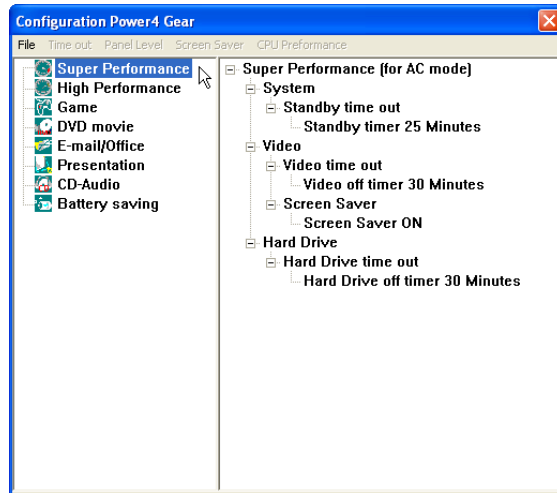 Configuration Power4 Gear
File Time out Panel Level Screen Saver CPU Preformance
Super Performance
High Performance
Game
DVD movie
E-mail/Office
Presentation
CD-Audio
Battery saving
Super Performance (for AC mode)
System
Standby time out
Standby timer 25 Minutes
Video
Video time out
Video off timer 30 Minutes
Screen Saver
Screen Saver ON
Hard Drive
Hard Drive time out
Hard Drive off timer 30 Minutes